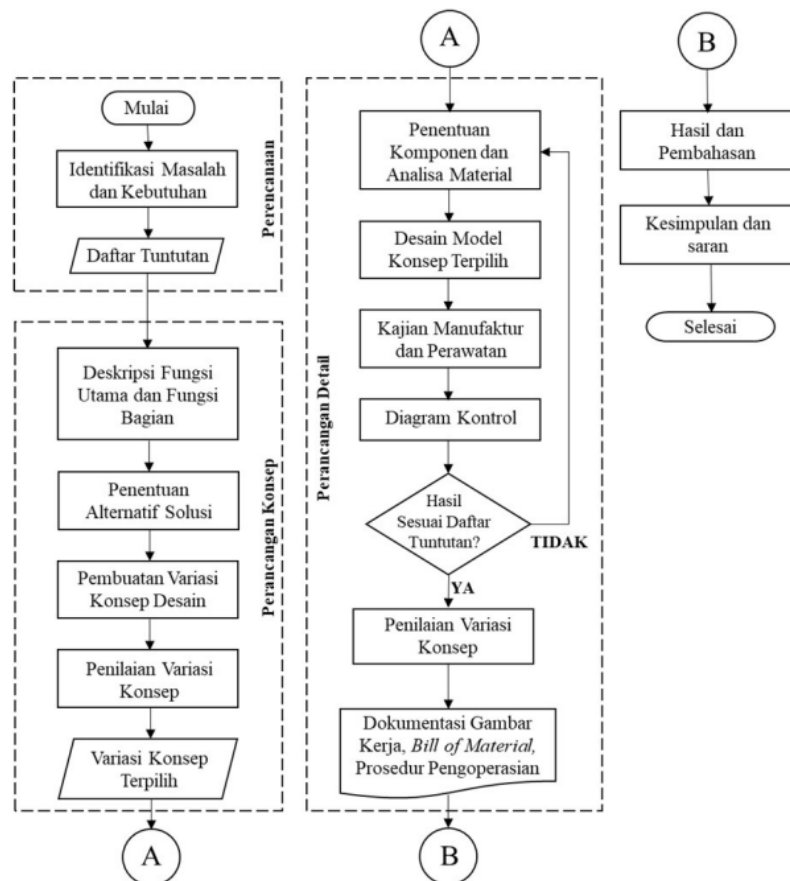 Mulai
Identifikasi Masalah
dan Kebutuhan
Daftar Tuntutan
Perencanaan
Deskripsi Fungsi
Utama dan Fungsi
Bagian
Penentuan
Alternatif Solusi
Pembuatan Variasi
Konsep Desain
Penilaian Variasi
Konsep
Variasi Konsep
Terpilih
Perancangan Konsep
A
A
Penentuan
Komponen dan
Analisa Material
Desain Model
Konsep Terpilih
Kajian Manufaktur
dan Perawatan
Diagram Kontrol
Hasil
Sesuai Daftar
Tuntutan?
TIDAK
YA
Penilaian Variasi
Konsep
Dokumentasi Gambar
Kerja, Bill of Material,
Prosedur Pengoperasian
Perancangan Detail
B
B
Hasil dan
Pembahasan
Kesimpulan dan
saran
Selesai